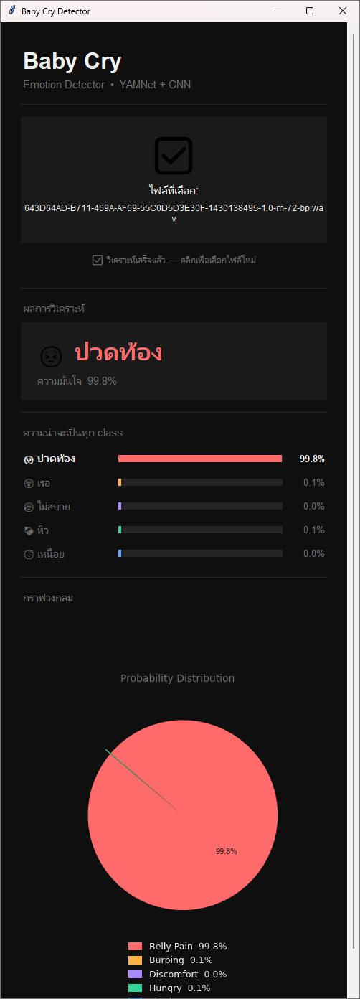 Baby Cry Detector
Baby Cry
Emotion Detector • YAMNet + CNN
ไฟล์ที่เลือก:
643D64AD-B711-469A-AF69-55C0D5D3E30F-1430138495-1.0-m-72-bp.wa
v
วิเคราะห์เสร็จแล้ว — คลิกเพื่อเลือกไฟล์ใหม่
ผลการวิเคราะห์
ปวดท้อง
ความมั่นใจ 99.8%
ความน่าจะเป็นทุก class
ปวดท้อง 99.8%
เรอ 0.1%
ไม่สบาย 0.0%
หิว 0.1%
เหนื่อย 0.0%
กราฟวงกลม
Probability Distribution
99.8%
Belly Pain 99.8%
Burping 0.1%
Discomfort 0.0%
Hungry 0.1%